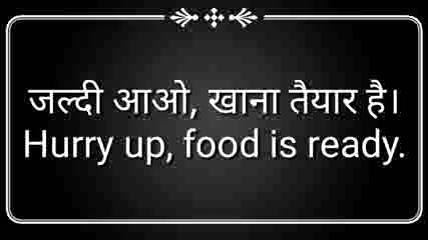 जल्दी आओ, खाना तैयार है।
Hurry up, food is ready.